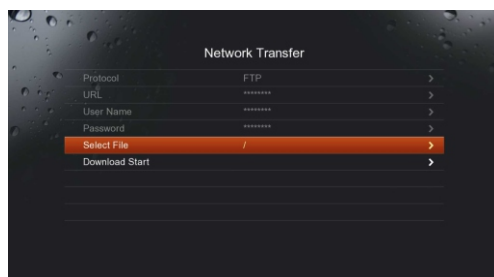 Network Transfer
Protocol FTP >
URL ******** >
User Name ******** >
Password ******** >
Select File / >
Download Start >